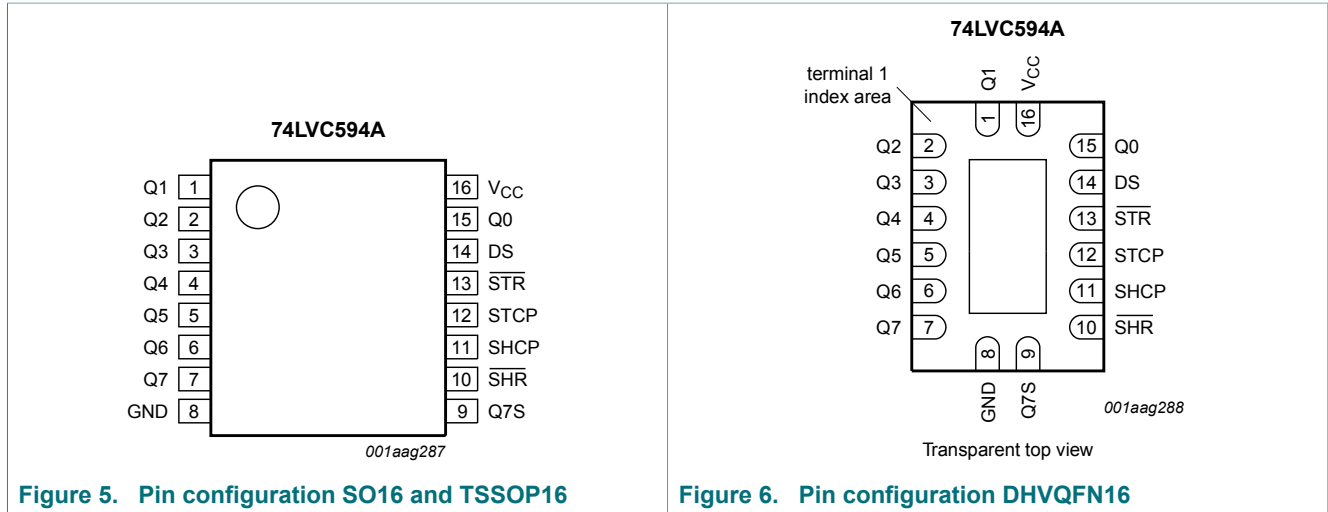 74LVC594A
Q1 1
Q2 2
Q3 3
Q4 4
Q5 5
Q6 6
Q7 7
GND 8
16 VCC
15 Q0
14 DS
13 STR
12 STCP
11 SHCP
10 SHR
9 Q7S
001aag287
Figure 5. Pin configuration SO16 and TSSOP16
74LVC594A
terminal 1
index area
Q1
VCC
1
16
Q2 2
Q3 3
Q4 4
Q5 5
Q6 6
Q7 7
15 Q0
14 DS
13 STR
12 STCP
11 SHCP
10 SHR
8
9
GND
Q7S
001aag288
Transparent top view
Figure 6. Pin configuration DHVQFN16